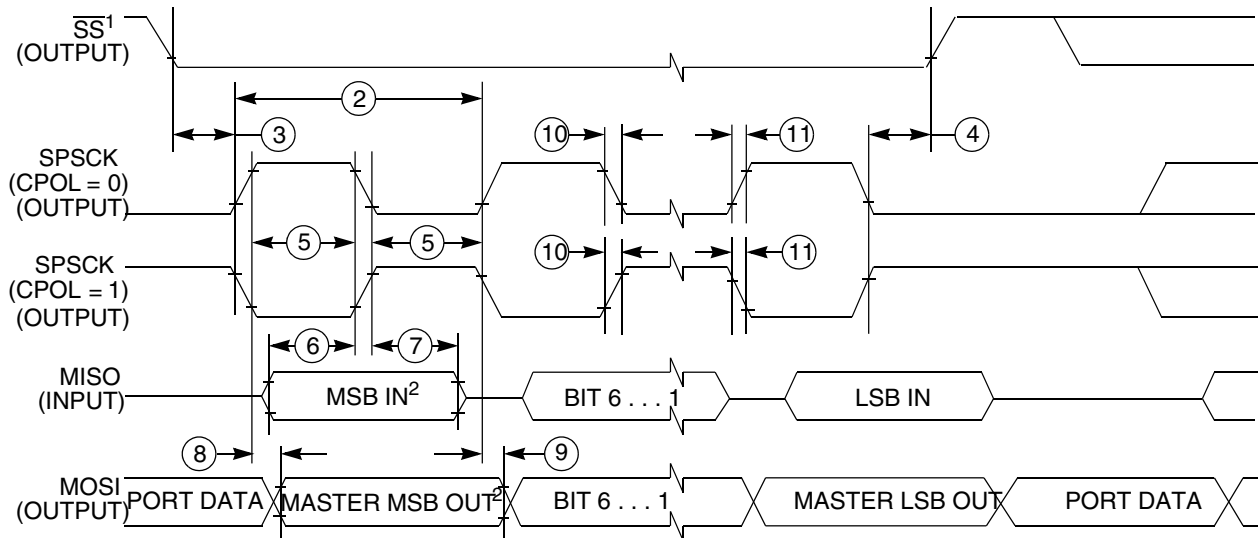 SS¹
(OUTPUT)
2
3
10
11
4
SPSCK
(CPOL = 0)
(OUTPUT)
5
5
SPSCK
(CPOL = 1)
(OUTPUT)
10
11
6
7
MISO
(INPUT)
MSB IN²
BIT 6 . . . 1
LSB IN
8
9
MOSI
(OUTPUT)
PORT DATA
MASTER MSB OUT²
BIT 6 . . . 1
MASTER LSB OUT
PORT DATA